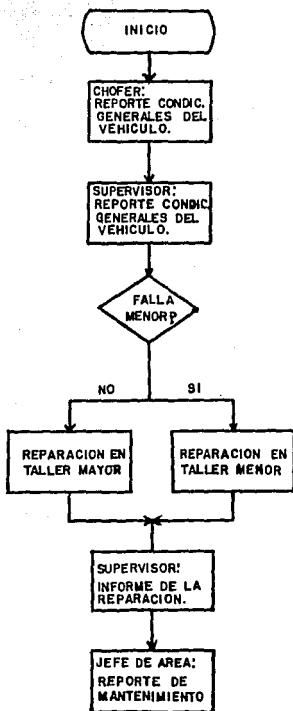 INICIO
CHOFER:
REPORTE CONDIC.
GENERALES DEL
VEHICULO.
SUPERVISOR:
REPORTE CONDIC.
GENERALES DEL
VEHICULO.
FALLA
MENOR?
NO
SI
REPARACION EN
TALLER MAYOR
REPARACION EN
TALLER MENOR
SUPERVISOR:
INFORME DE LA
REPARACION.
JEFE DE AREA:
REPORTE DE
MANTENIMIENTO